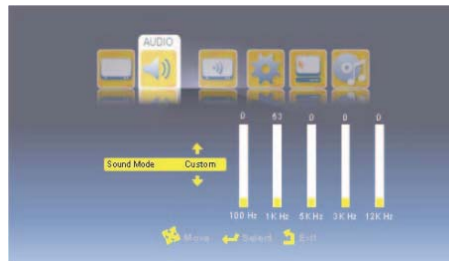 AUDIO
0 63 0 0 0
Sound Mode Custom
100 Hz 1K Hz 5K Hz 3K Hz 12K Hz
Move Select Exit